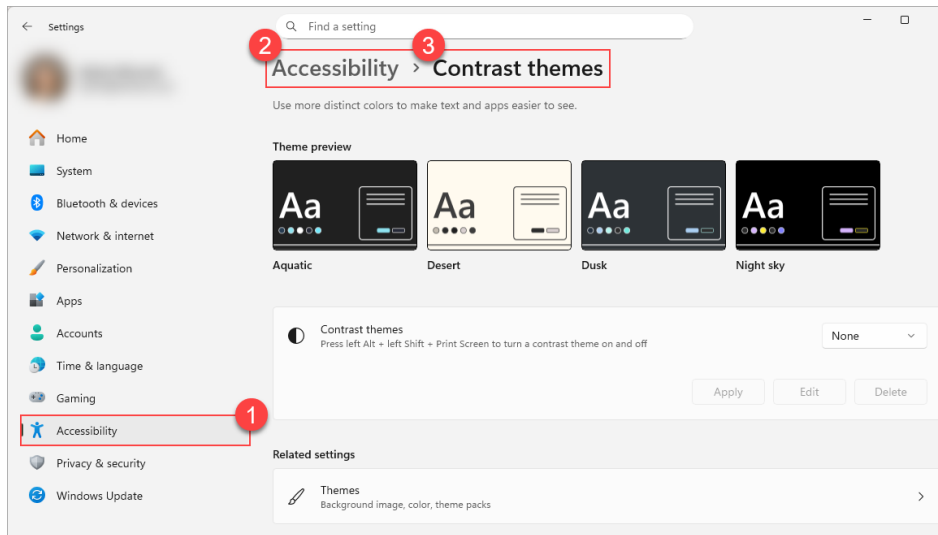 Settings
Find a setting
2
3
Accessibility > Contrast themes
Use more distinct colors to make text and apps easier to see.
Home
System
Bluetooth & devices
Network & internet
Personalization
Apps
Accounts
Time & language
Gaming
1
Accessibility
Privacy & security
Windows Update
Theme preview
Aa
Aa
Aa
Aa
Aquatic
Desert
Dusk
Night sky
Contrast themes
Press left Alt + left Shift + Print Screen to turn a contrast theme on and off
None
Apply
Edit
Delete
Related settings
Themes
Background image, color, theme packs